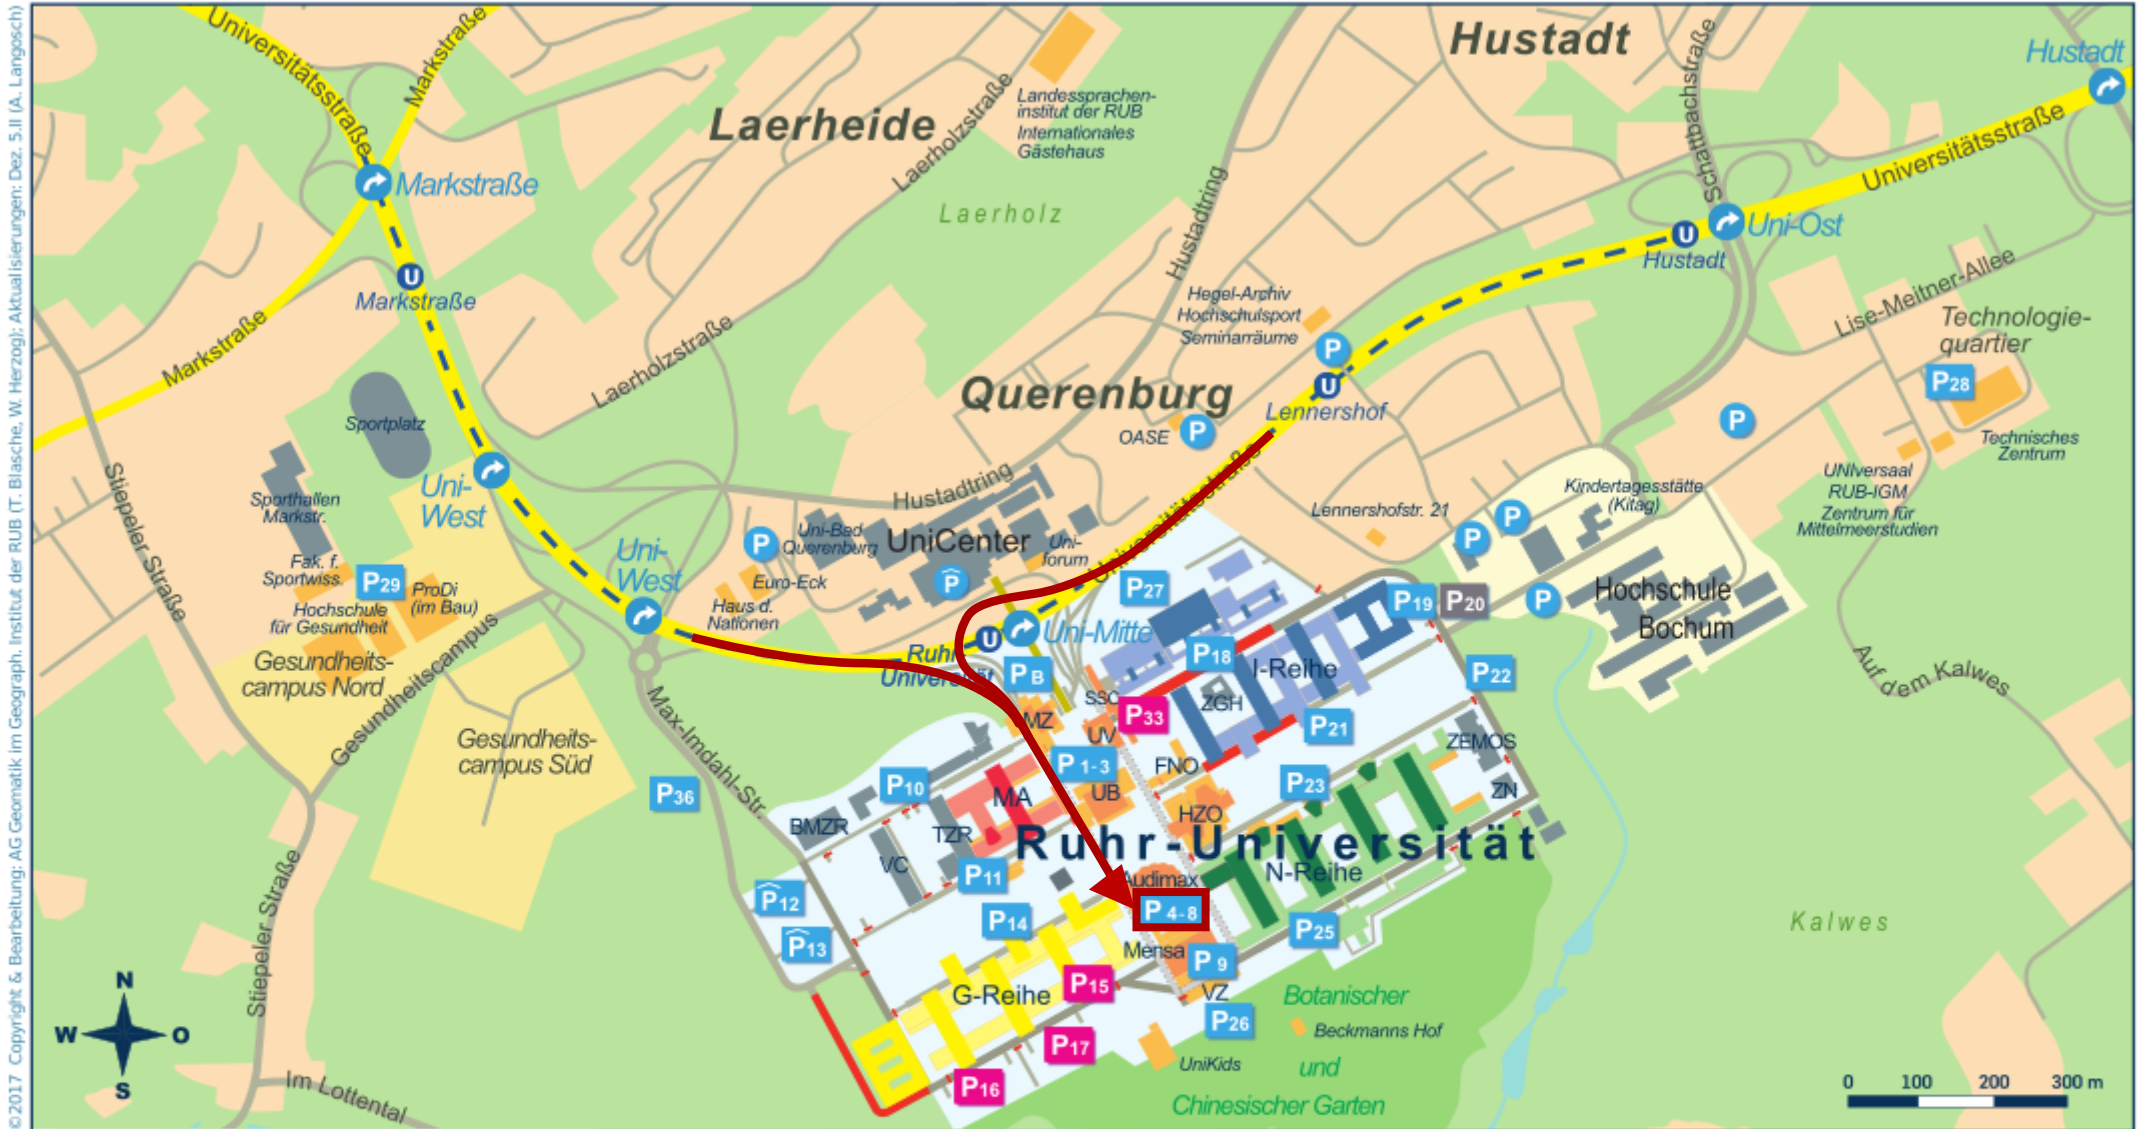 ©2017 Copyright & Bearbeitung: AG Geomatik im Geograph. Institut der RUB (T. Blasche, W. Herzog); Aktualisierungen: Dez. 5.II (A. Langosch)
Universitätsstraße
Markstraße
Laerheide
Laerholzstraße
Landessprachen-
institut der RUB
Internationales
Gästehaus
Hustadt
Schattbachstraße
Hustadt
Universitätsstraße
Markstraße
Laerholz
Hustadtring
U
Hustadt
Uni-Ost
U
Markstraße
Markstraße
Laerholzstraße
Hegel-Archiv
Hochschulsport
Seminarräume
P
Lise-Meitner-Allee
Technologie-
quartier
P28
Technisches
Zentrum
Querenburg
U
Lennershof
OASE
P
P
Sportplatz
Stiepeler Straße
Uni-
West
Sporthallen
Markstr.
Hustadtring
Universitätsstraße
UNIversaal
RUB-IGM
Zentrum für
Mittelmeerstudien
Kindertagesstätte
(Kitag)
Lennershofstr. 21
P
P
P
Uni-
West
P
Uni-Bad
Querenburg
UniCenter
Uni-
forum
P
Euro-Eck
Haus d.
Nationen
Fak. f.
Sportwiss.
P29
ProDi
(im Bau)
Hochschule
für Gesundheit
Gesundheits-
campus Nord
Gesundheitscampus
Gesundheits-
campus Süd
P27
P19
P20
Hochschule
Bochum
U
Uni-Mitte
Ruhr
Universität
PB
P18
I-Reihe
P22
Max-Imdahl-Str.
Auf dem Kalwes
SSC
P33
ZGH
MZ
UV
P21
ZEMOS
P36
P10
P 1-3
FNO
P23
ZN
MA
UB
HZO
BMZR
TZR
Ruhr-Universität
VC
P11
Audimax
N-Reihe
P12
P 4-8
P14
P13
Mensa
P 9
P25
Kalwes
Stiepeler Straße
G-Reihe
P15
VZ
P26
Botanischer
Beckmanns Hof
und
Chinesischer Garten
P17
UniKids
P16
N
W
O
S
Im Lottental
0 100 200 300 m